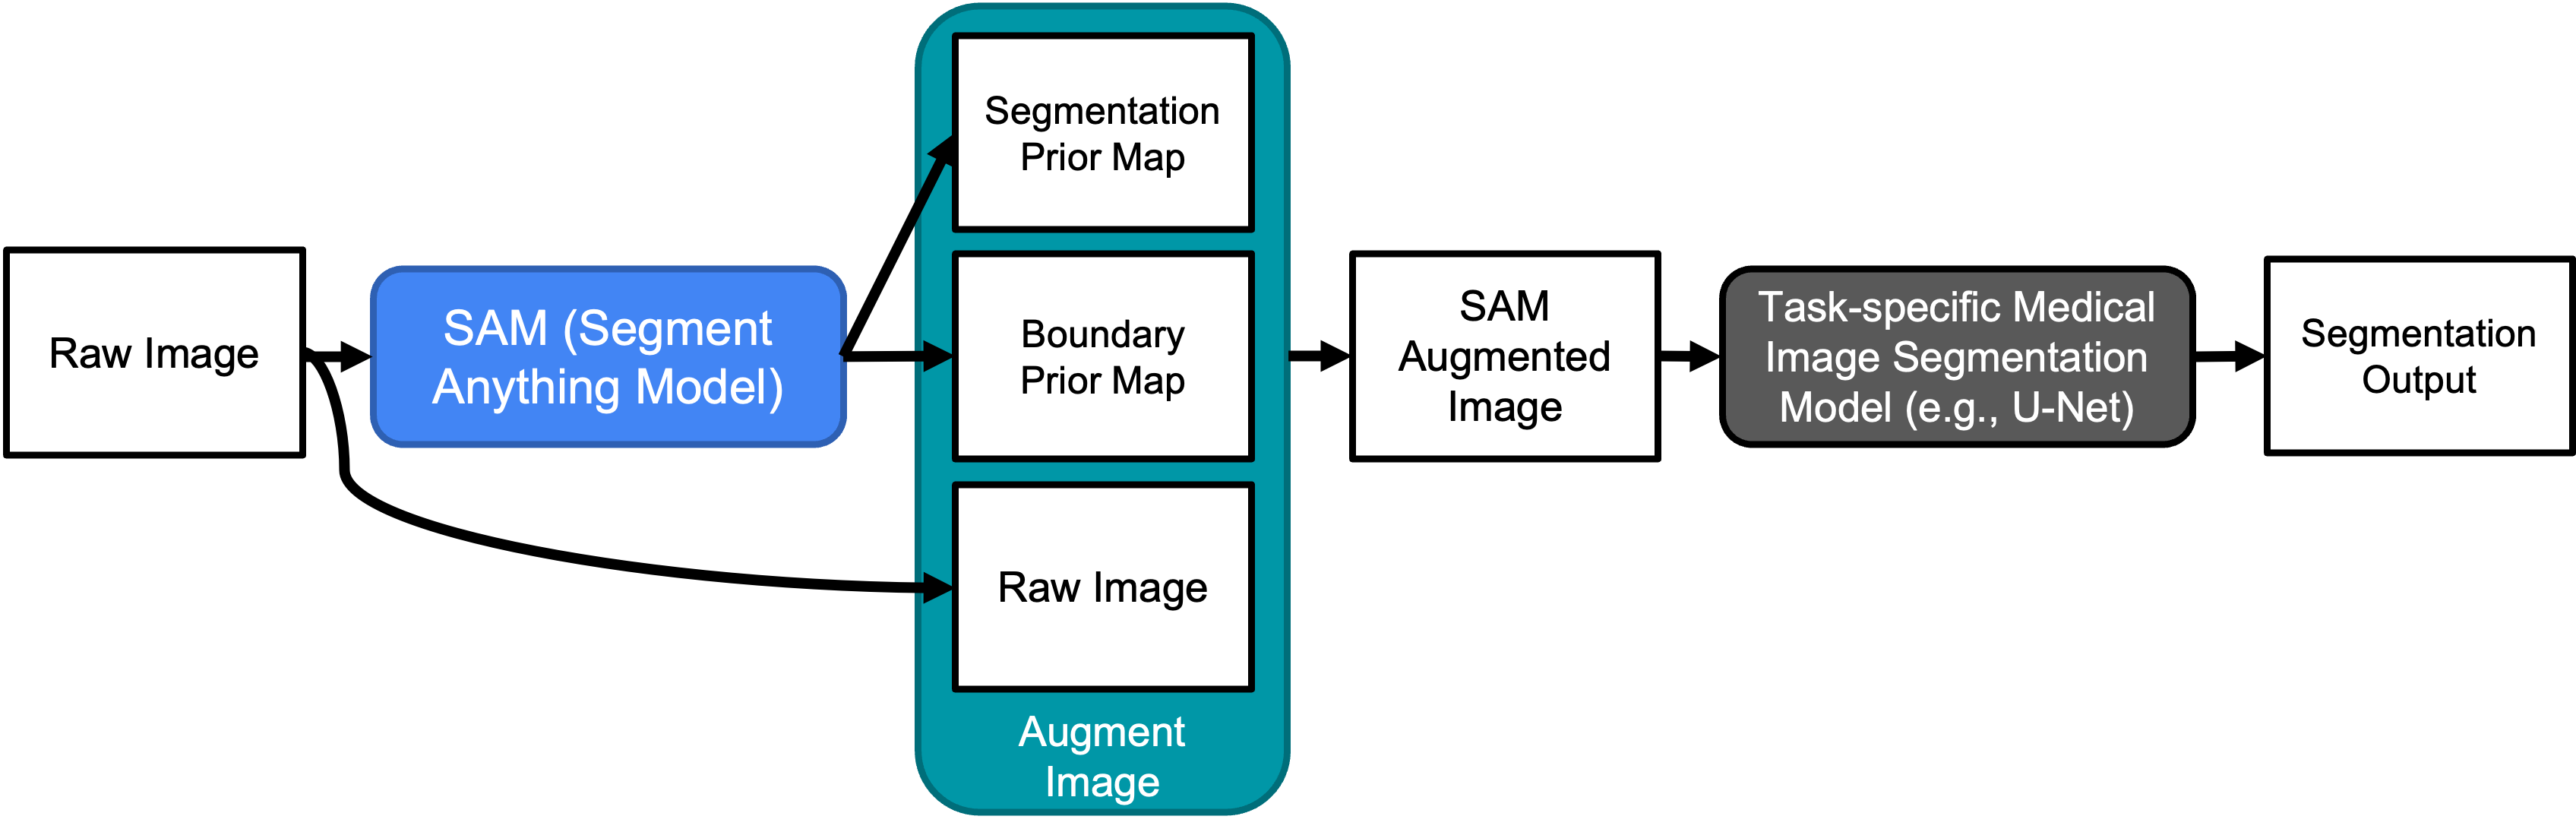 Raw Image
SAM (Segment
Anything Model)
Segmentation
Prior Map
Boundary
Prior Map
Raw Image
Augment
Image
SAM
Augmented
Image
Task-specific Medical
Image Segmentation
Model (e.g., U-Net)
Segmentation
Output